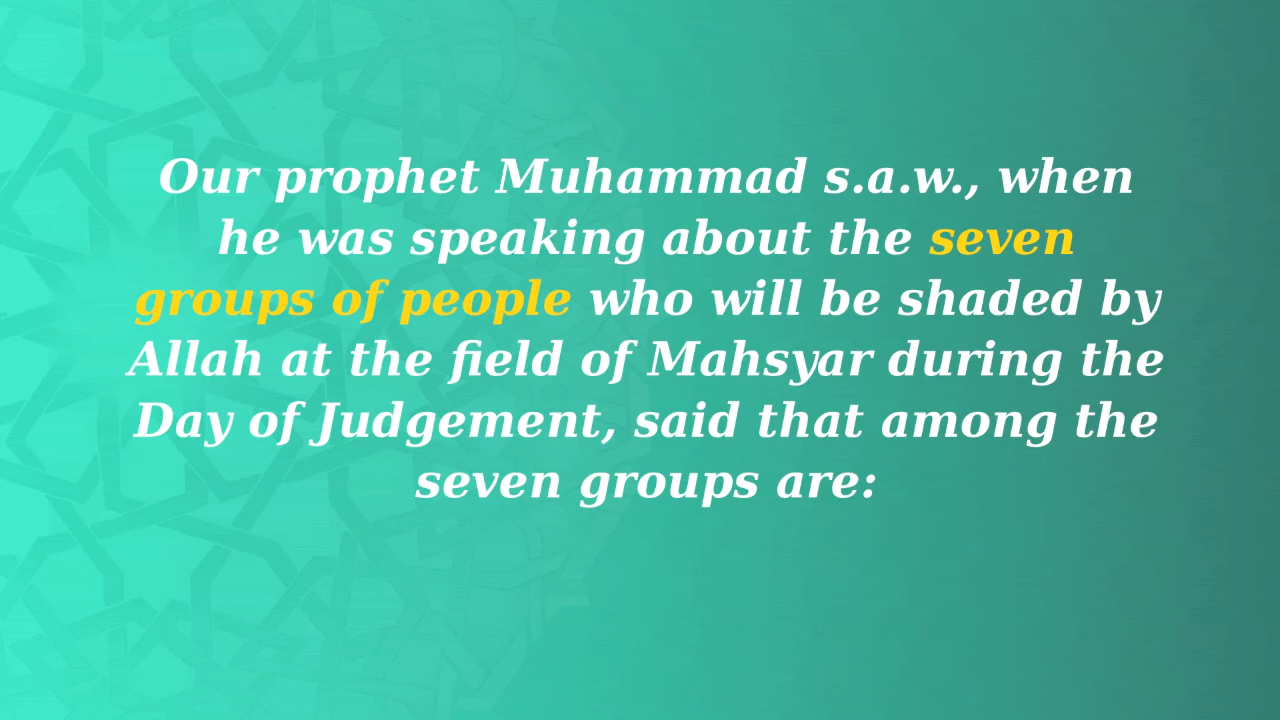 Our prophet Muhammad s.a.w., when
he was speaking about the seven
groups of people who will be shaded by
Allah at the field of Mahsyar during the
Day of Judgement, said that among the
seven groups are: